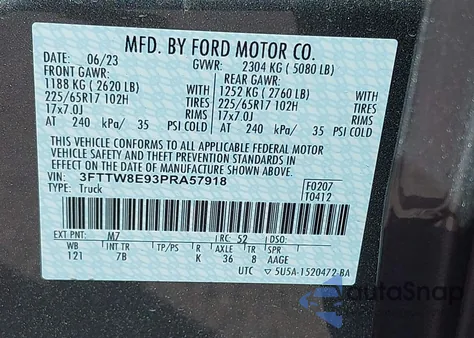 MFD. BY FORD MOTOR CO.
DATE: 06/23 GVWR: 2304 KG ( 5080 LB)
FRONT GAWR: REAR GAWR:
1188 KG ( 2620 LB) WITH 1252 KG ( 2760 LB) WITH
225/65R17 102H TIRES 225/65R17 102H TIRES
17x7.0J RIMS 17x7.0J RIMS
AT 240 kPa/ 35 PSI COLD AT 240 kPa/ 35 PSI COLD
THIS VEHICLE CONFORMS TO ALL APPLICABLE FEDERAL MOTOR
VEHICLE SAFETY AND THEFT PREVENTION STANDARDS IN
EFFECT ON THE DATE OF MANUFACTURE SHOWN ABOVE.
VIN: 3FTTW8E93PRA57918 F0207
TYPE: Truck T0412
EXT PNT: M7 RC: 52 DSO:
WB INT TR TP/PS R AXLE TR SPR
121 7B K 36 8 AAGE
UTC 5U5A-1520472-BA
autoSnap